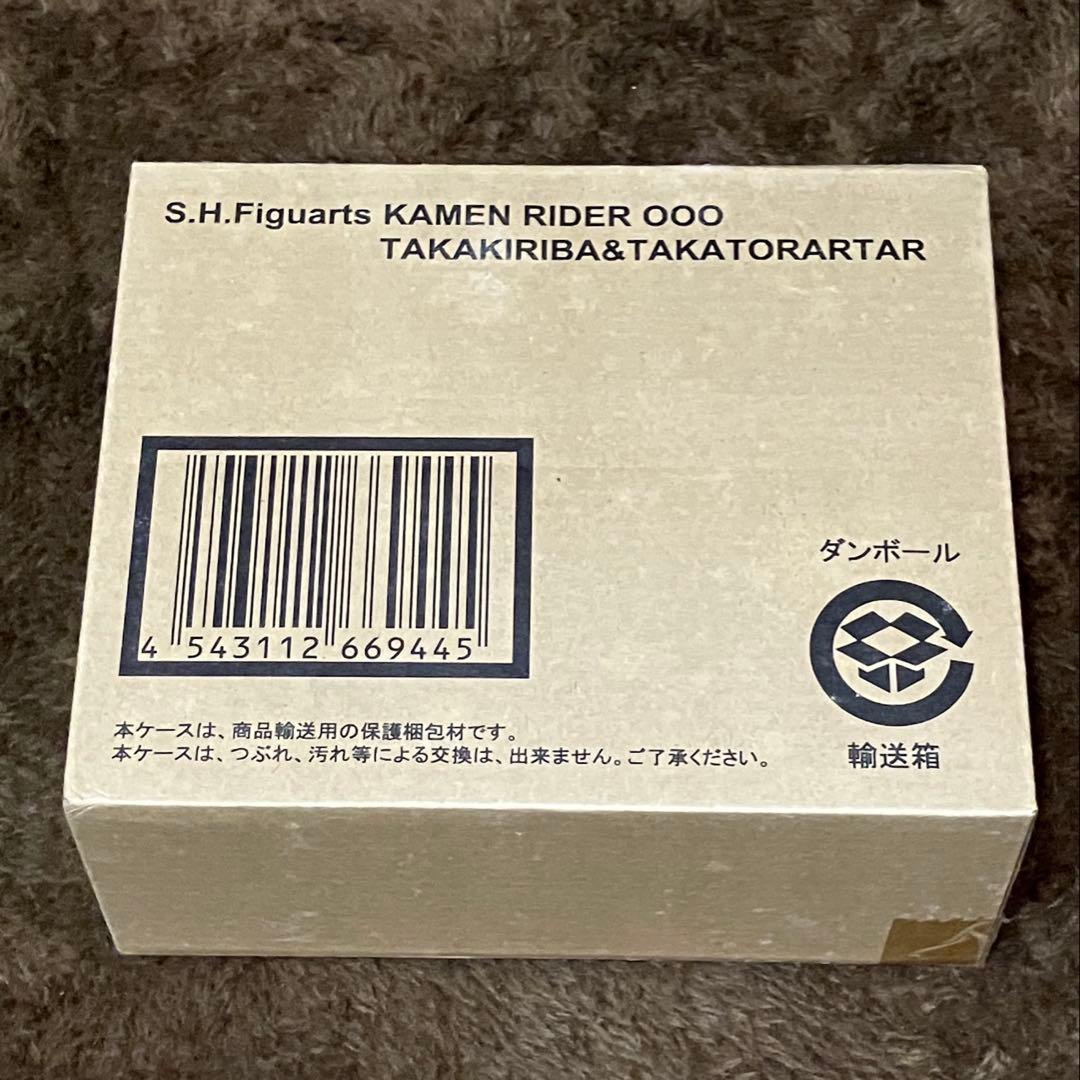 S.H.Figuarts KAMEN RIDER OOO
TAKAKIRIBA&TAKATORARTAR
4 543112 669445
ダンボール
輸送箱
本ケースは、商品輸送用の保護梱包材です。
本ケースは、つぶれ、汚れ等による交換は、出来ません。ご了承ください。